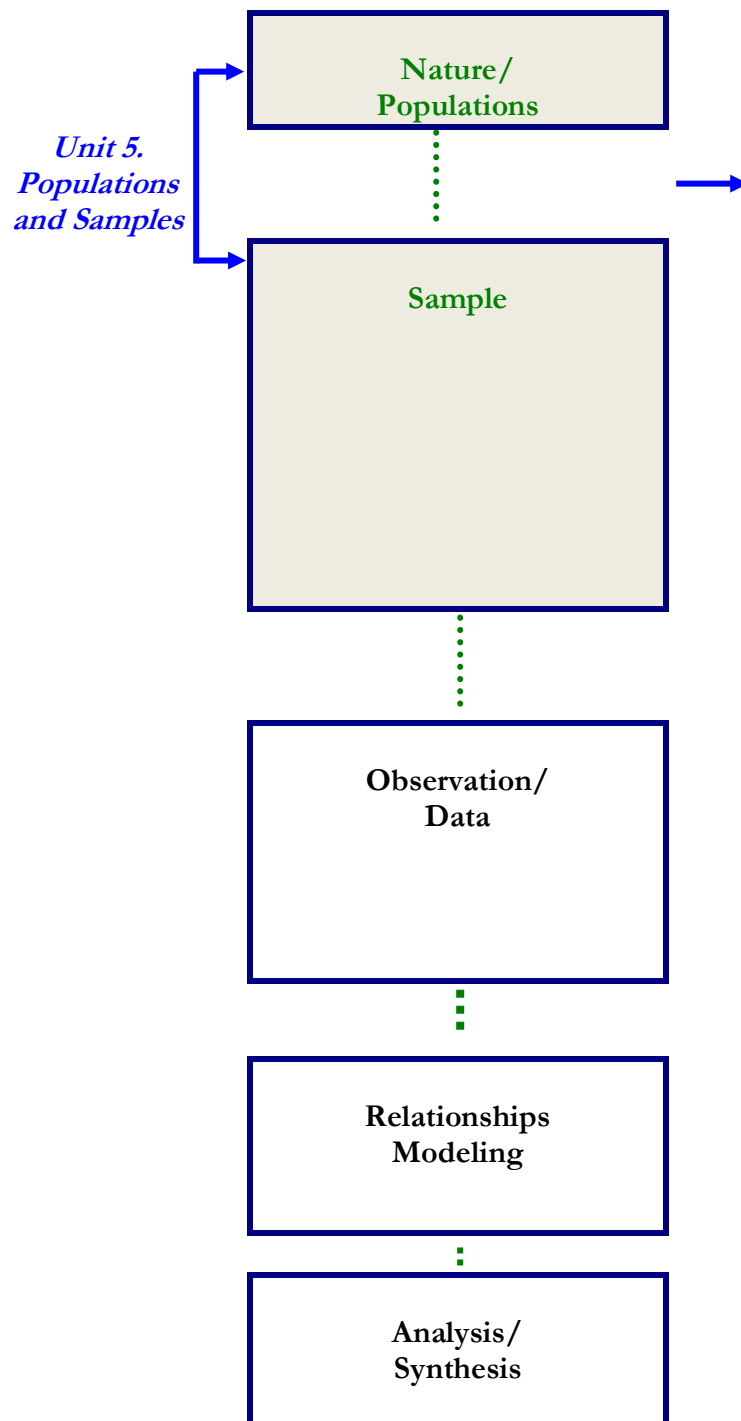 Nature/
Populations
Unit 5.
Populations
and Samples
Sample
Observation/
Data
Relationships
Modeling
Analysis/
Synthesis